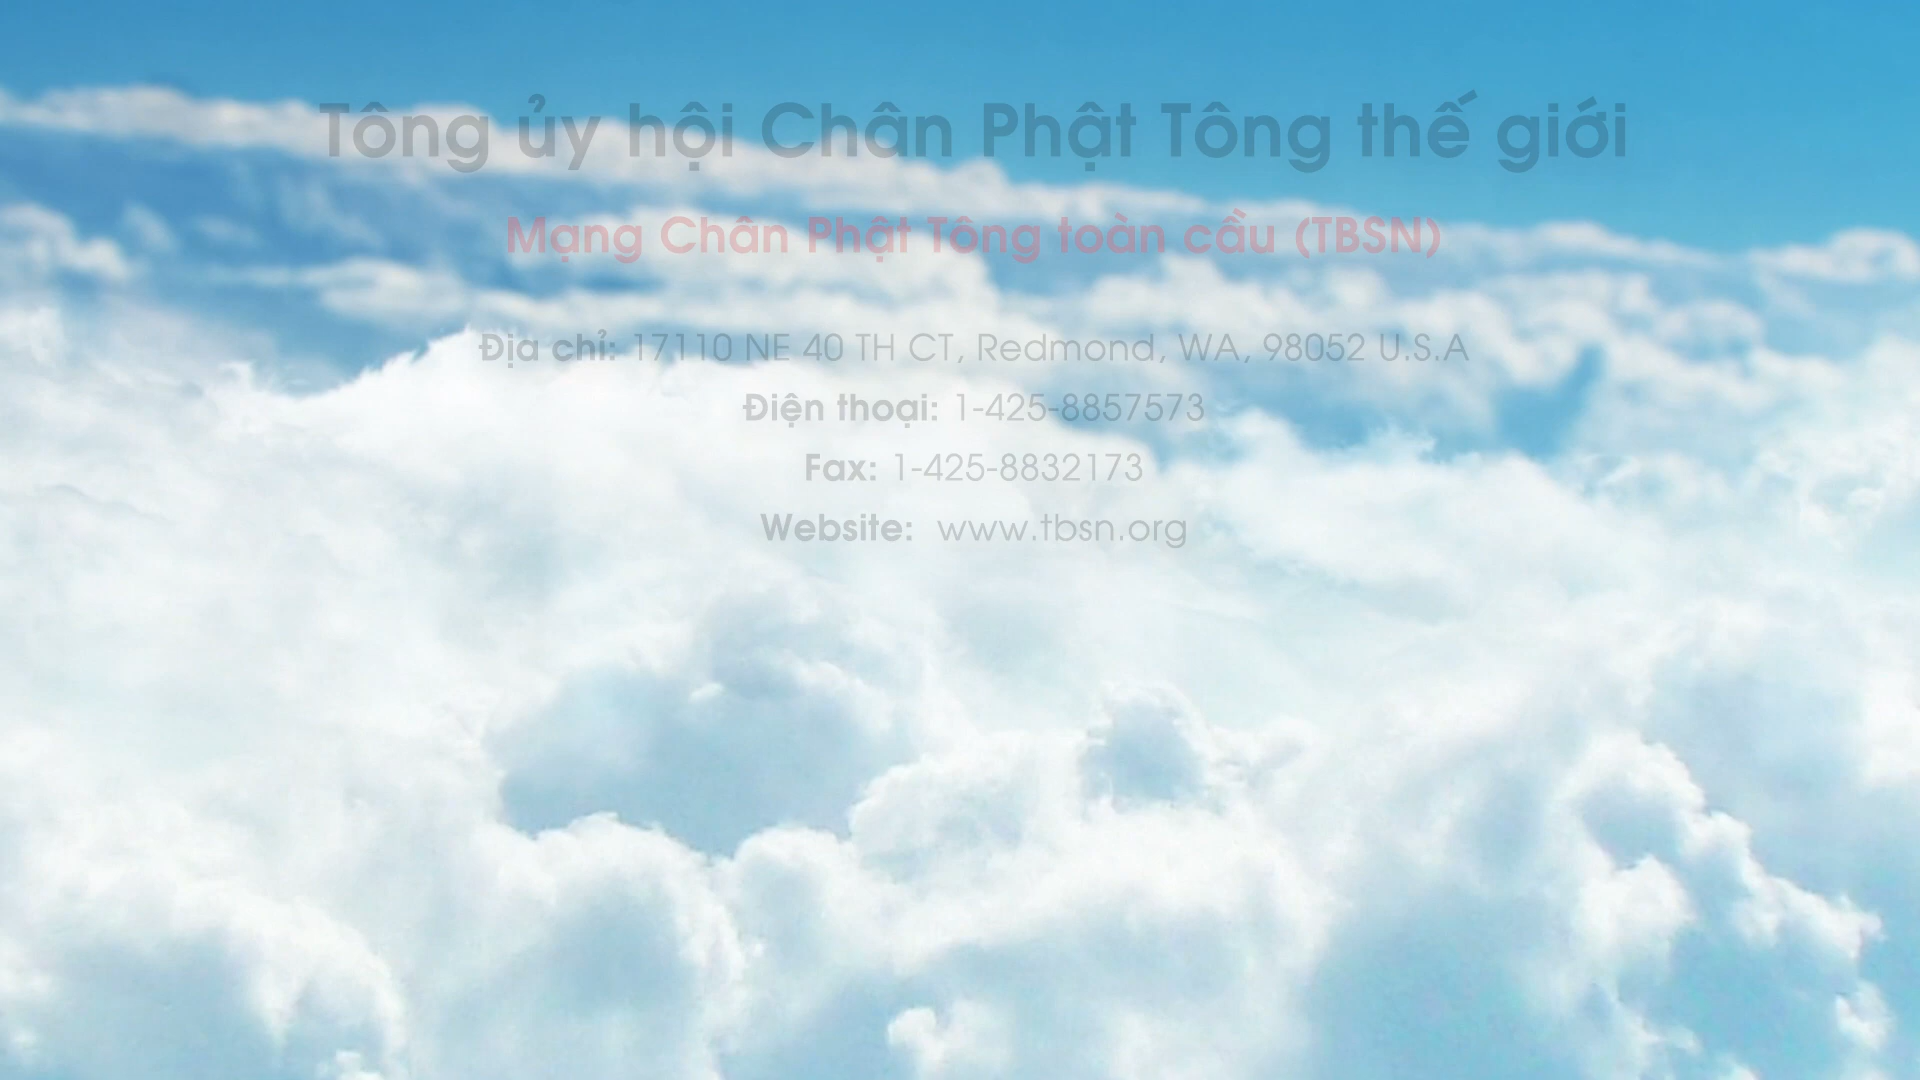 Tông ủy hội Chân Phật Tông thế giới
Mạng Chân Phật Tông toàn cầu (TBSN)
Địa chỉ: 17110 NE 40 TH CT, Redmond, WA, 98052 U.S.A
Điện thoại: 1-425-8857573
Fax: 1-425-8832173
Website: www.tbsn.org